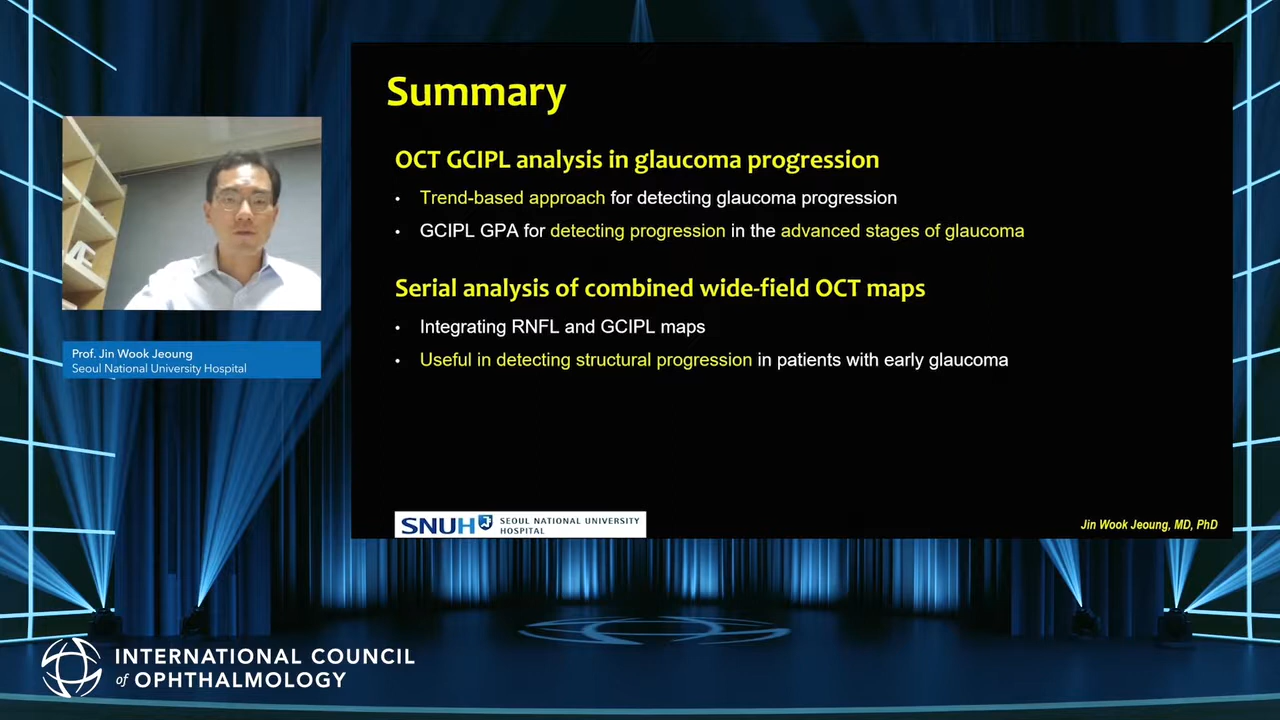 Summary
OCT GCIPL analysis in glaucoma progression
• Trend-based approach for detecting glaucoma progression
• GCIPL GPA for detecting progression in the advanced stages of glaucoma
Serial analysis of combined wide-field OCT maps
• Integrating RNFL and GCIPL maps
• Useful in detecting structural progression in patients with early glaucoma
Prof. Jin Wook Jeoung
Seoul National University Hospital
SNUH
SEOUL NATIONAL UNIVERSITY
HOSPITAL
Jin Wook Jeoung, MD, PhD
INTERNATIONAL COUNCIL
of OPHTHALMOLOGY